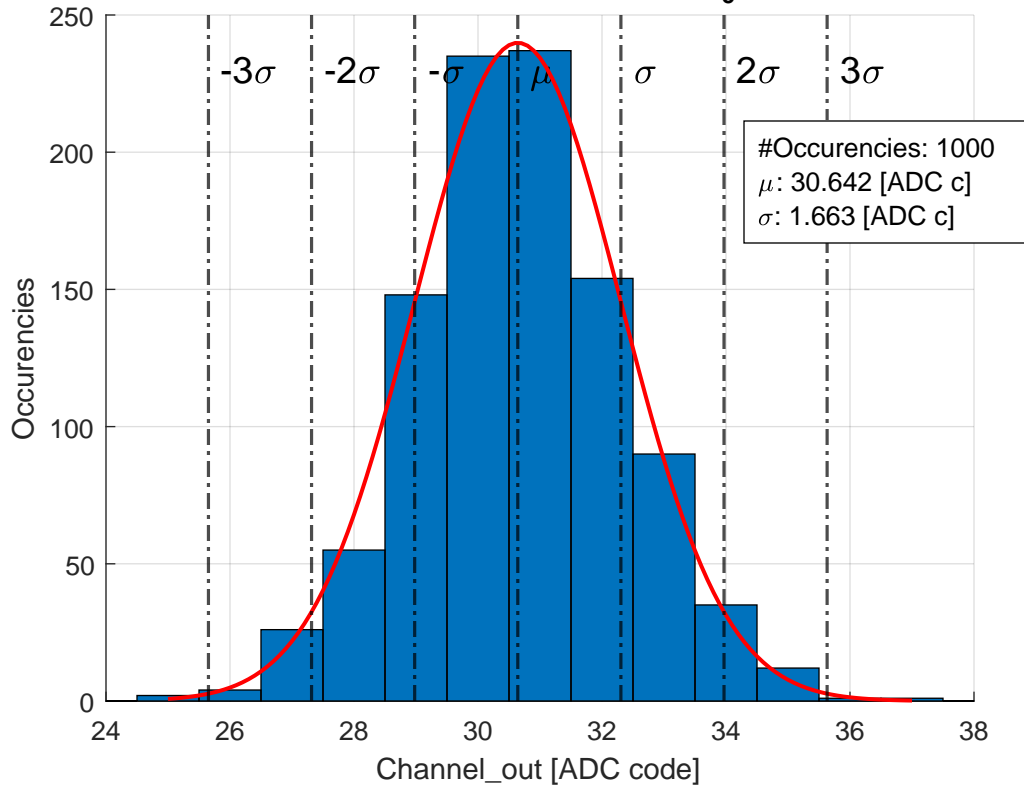 250
200
150
100
50
0
-3σ -2σ -σ μ σ 2σ 3σ
#Occurencies: 1000
μ: 30.642 [ADC c]
σ: 1.663 [ADC c]
Occurencies
24 26 28 30 32 34 36 38
Channel_out [ADC code]